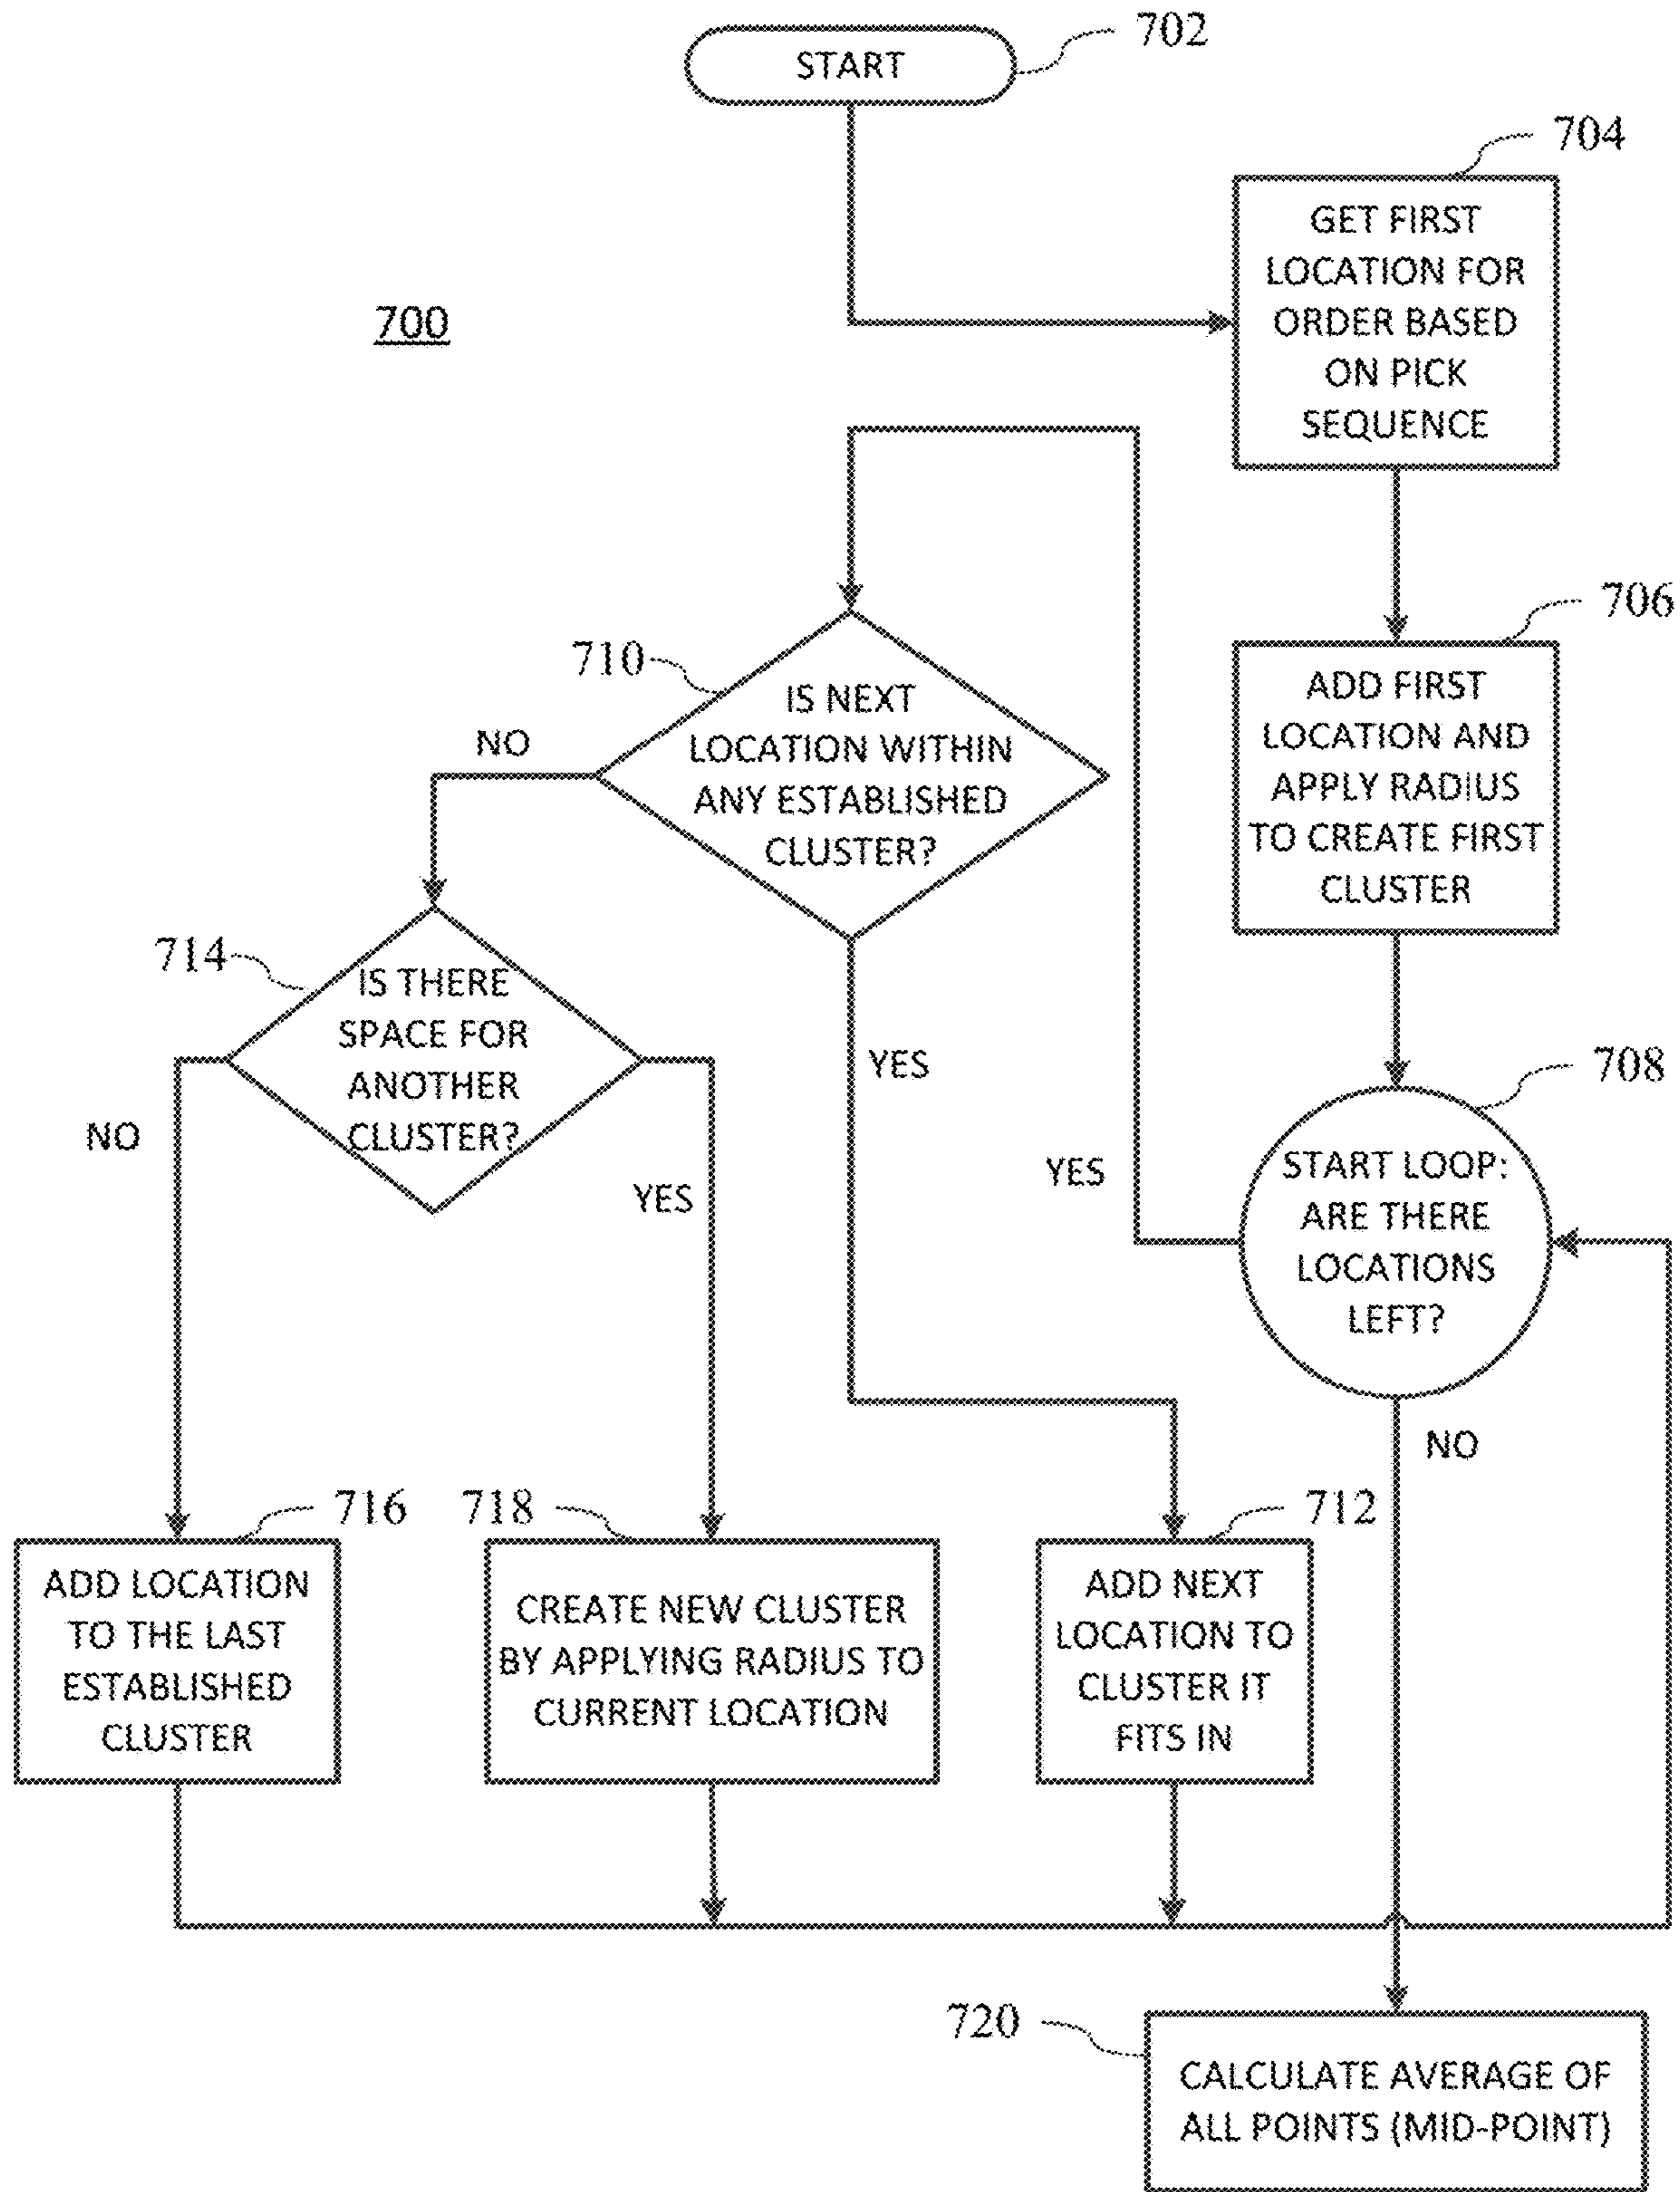 702
START
704
GET FIRST
LOCATION FOR
ORDER BASED
ON PICK
SEQUENCE
700
706
ADD FIRST
LOCATION AND
APPLY RADIUS
TO CREATE FIRST
CLUSTER
710
IS NEXT
LOCATION WITHIN
ANY ESTABLISHED
CLUSTER?
NO
YES
714
IS THERE
SPACE FOR
ANOTHER
CLUSTER?
NO
YES
708
START LOOP:
ARE THERE
LOCATIONS
LEFT?
YES
NO
716
ADD LOCATION
TO THE LAST
ESTABLISHED
CLUSTER
718
CREATE NEW CLUSTER
BY APPLYING RADIUS TO
CURRENT LOCATION
712
ADD NEXT
LOCATION TO
CLUSTER IT
FITS IN
720
CALCULATE AVERAGE OF
ALL POINTS (MID-POINT)